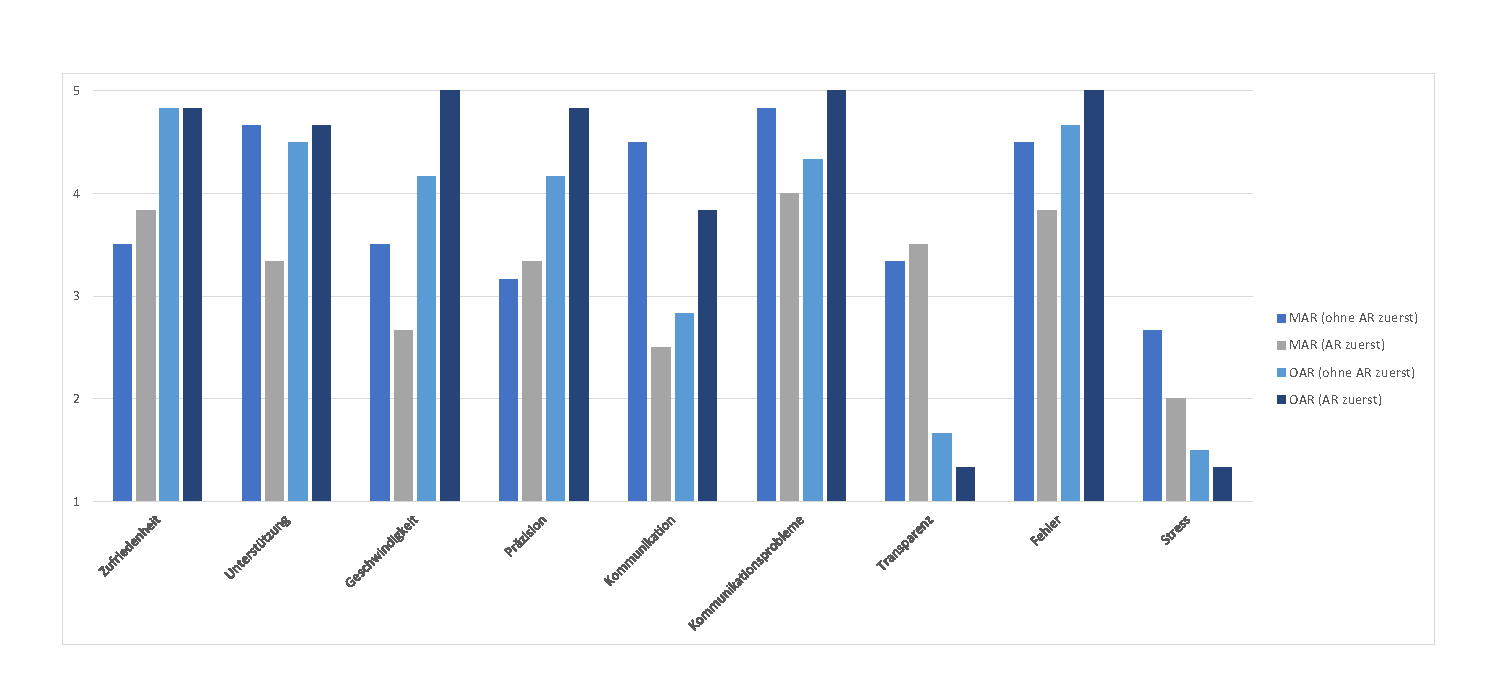 5
4
3
2
1
Zufriedenheit
Unterstützung
Geschwindigkeit
Präzision
Kommunikation
Kommunikationsprobleme
Transparenz
Fehler
Stress
MAR (ohne AR zuerst)
MAR (AR zuerst)
OAR (ohne AR zuerst)
OAR (AR zuerst)